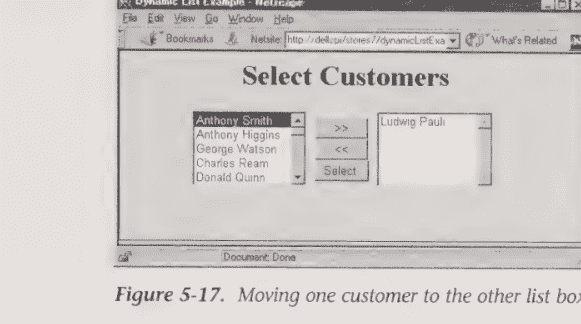 Dynamic List Example - Netscape
File Edit View Go Window Help
Bookmarks Netsite: http://dellcpx/stores//dynamicListExa What's Related
Select Customers
Anthony Smith
Anthony Higgins
George Watson
Charles Ream
Donald Quinn
>>
<<
Select
Ludwig Pauli
Document: Done
Figure 5-17. Moving one customer to the other list box